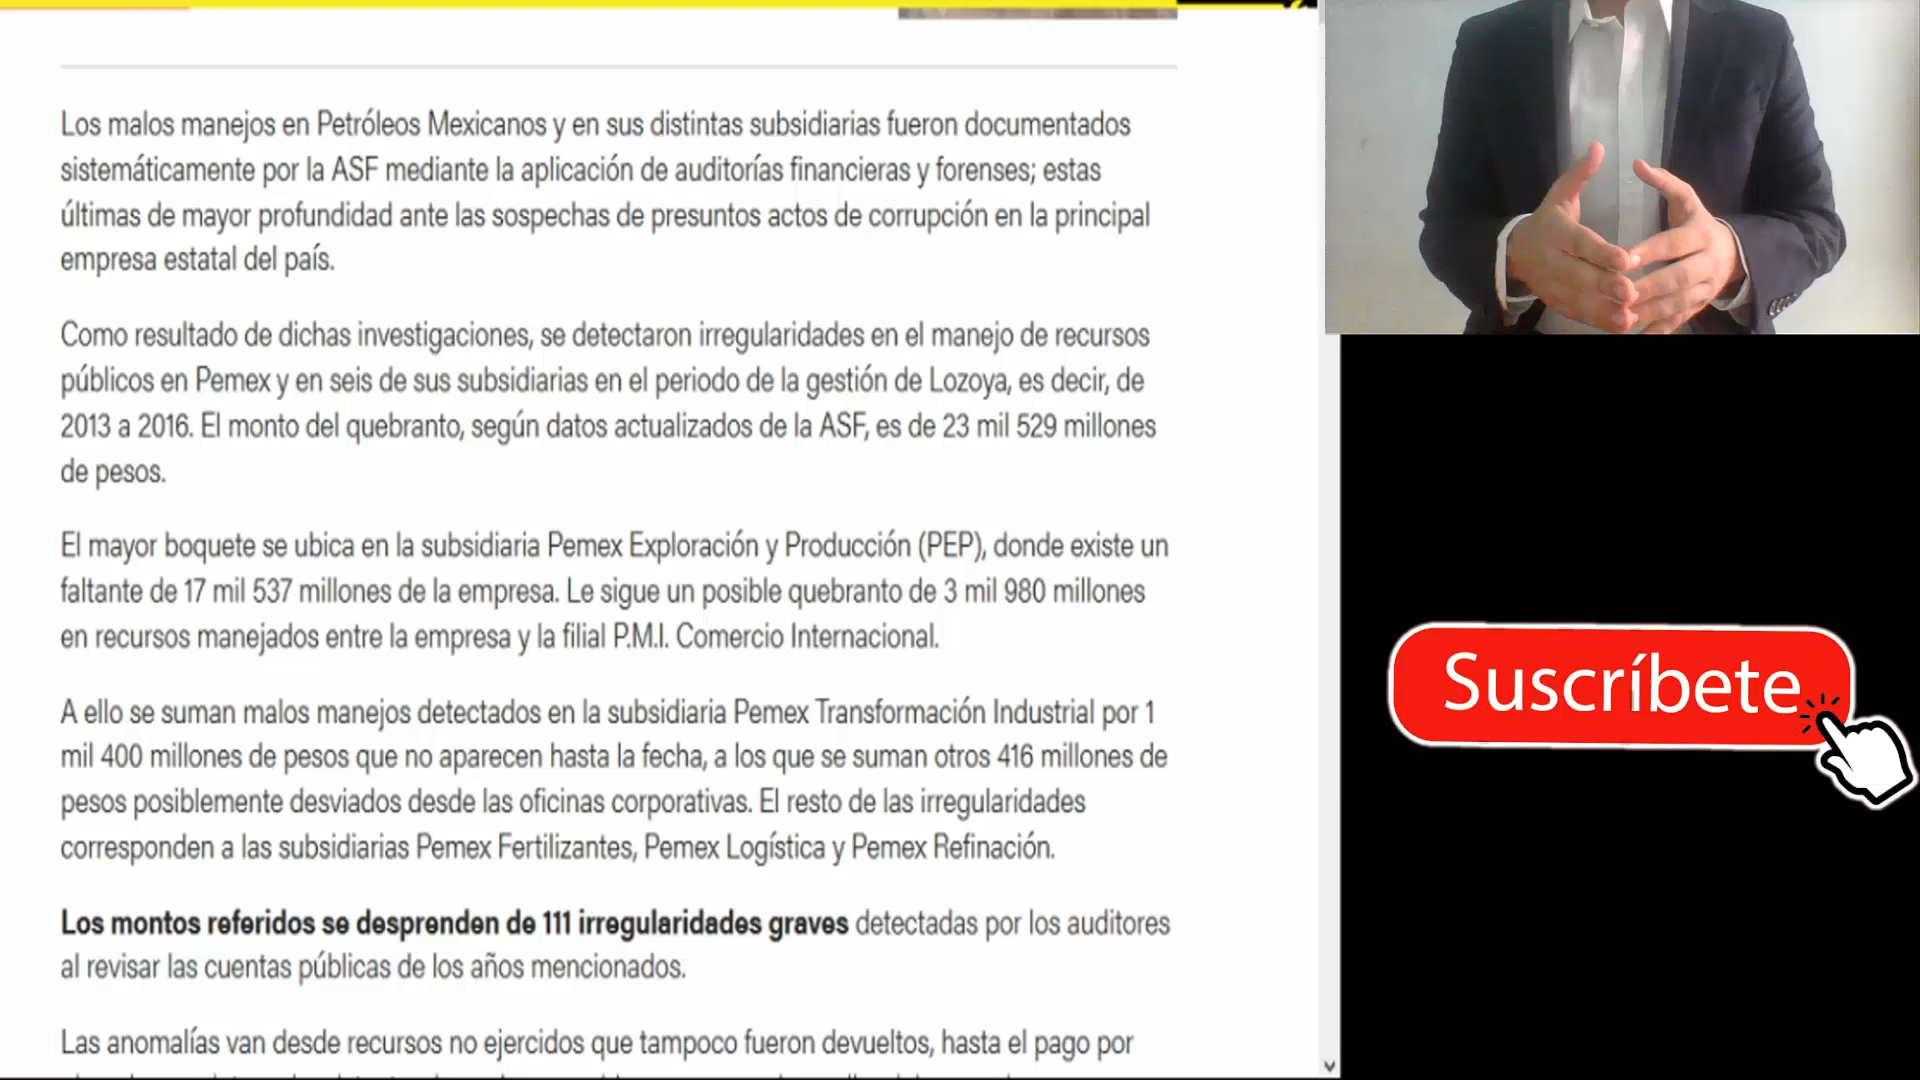 Los malos manejos en Petróleos Mexicanos y en sus distintas subsidiarias fueron documentados
sistemáticamente por la ASF mediante la aplicación de auditorías financieras y forenses; estas
últimas de mayor profundidad ante las sospechas de presuntos actos de corrupción en la principal
empresa estatal del país.
Como resultado de dichas investigaciones, se detectaron irregularidades en el manejo de recursos
públicos en Pemex y en seis de sus subsidiarias en el periodo de la gestión de Lozoya, es decir, de
2013 a 2016. El monto del quebranto, según datos actualizados de la ASF, es de 23 mil 529 millones
de pesos.
El mayor boquete se ubica en la subsidiaria Pemex Exploración y Producción (PEP), donde existe un
faltante de 17 mil 537 millones de la empresa. Le sigue un posible quebranto de 3 mil 980 millones
en recursos manejados entre la empresa y la filial P.M.I. Comercio Internacional.
A ello se suman malos manejos detectados en la subsidiaria Pemex Transformación Industrial por 1
mil 400 millones de pesos que no aparecen hasta la fecha, a los que se suman otros 416 millones de
pesos posiblemente desviados desde las oficinas corporativas. El resto de las irregularidades
corresponden a las subsidiarias Pemex Fertilizantes, Pemex Logística y Pemex Refinación.
Los montos referidos se desprenden de 111 irregularidades graves detectadas por los auditores
al revisar las cuentas públicas de los años mencionados.
Las anomalías van desde recursos no ejercidos que tampoco fueron devueltos, hasta el pago por
Suscríbete